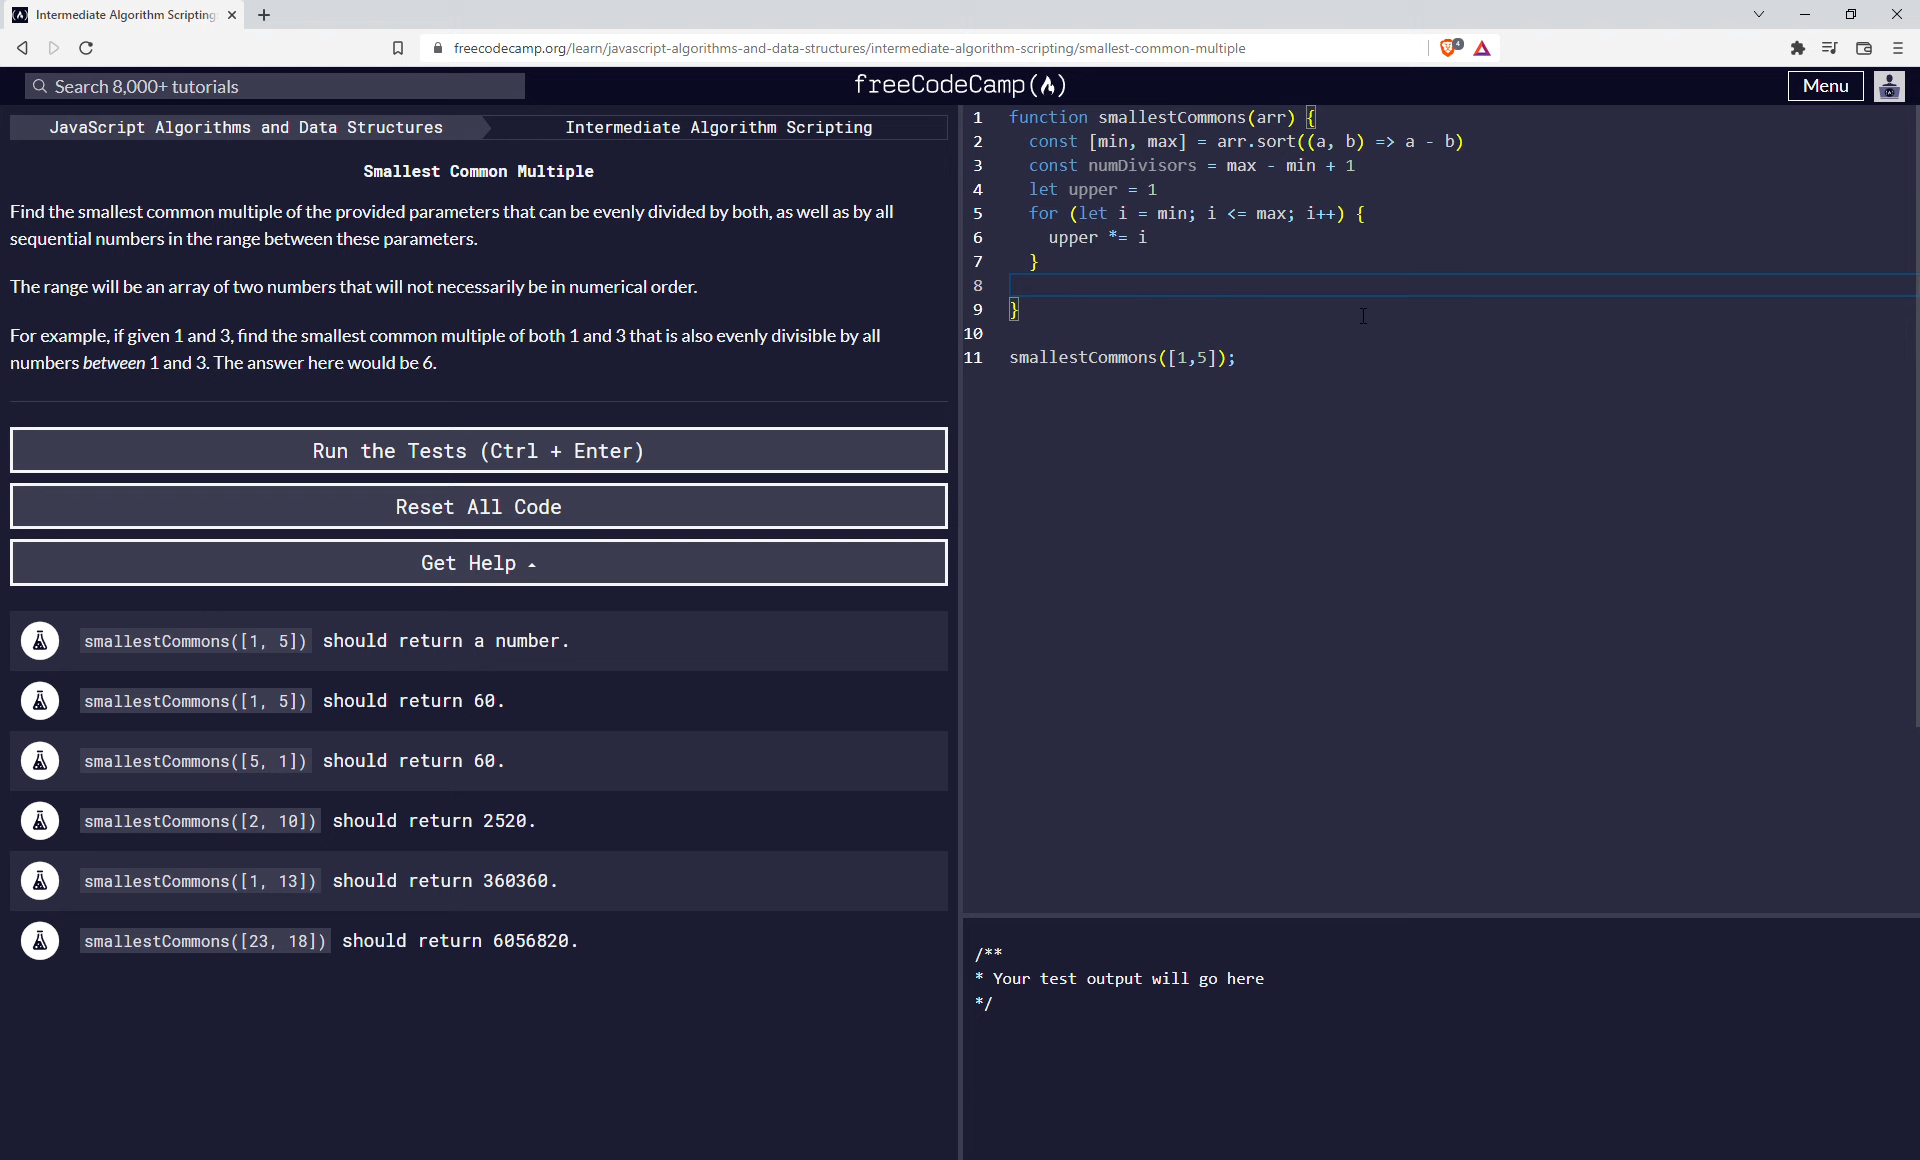 Intermediate Algorithm Scripting
freecodecamp.org/learn/javascript-algorithms-and-data-structures/intermediate-algorithm-scripting/smallest-common-multiple
4
Search 8,000+ tutorials
freeCodeCamp(🔥)
Menu
JavaScript Algorithms and Data Structures
Intermediate Algorithm Scripting
Smallest Common Multiple
Find the smallest common multiple of the provided parameters that can be evenly divided by both, as well as by all
sequential numbers in the range between these parameters.
The range will be an array of two numbers that will not necessarily be in numerical order.
For example, if given 1 and 3, find the smallest common multiple of both 1 and 3 that is also evenly divisible by all
numbers between 1 and 3. The answer here would be 6.
Run the Tests (Ctrl + Enter)
Reset All Code
Get Help
smallestCommons([1, 5]) should return a number.
smallestCommons([1, 5]) should return 60.
smallestCommons([5, 1]) should return 60.
smallestCommons([2, 10]) should return 2520.
smallestCommons([1, 13]) should return 360360.
smallestCommons([23, 18]) should return 6056820.
1 function smallestCommons(arr) {
2 const [min, max] = arr.sort((a, b) => a - b)
3 const numDivisors = max - min + 1
4 let upper = 1
5 for (let i = min; i <= max; i++) {
6 upper *= i
7 }
8
9 }
10
11 smallestCommons([1,5]);
/**
* Your test output will go here
*/